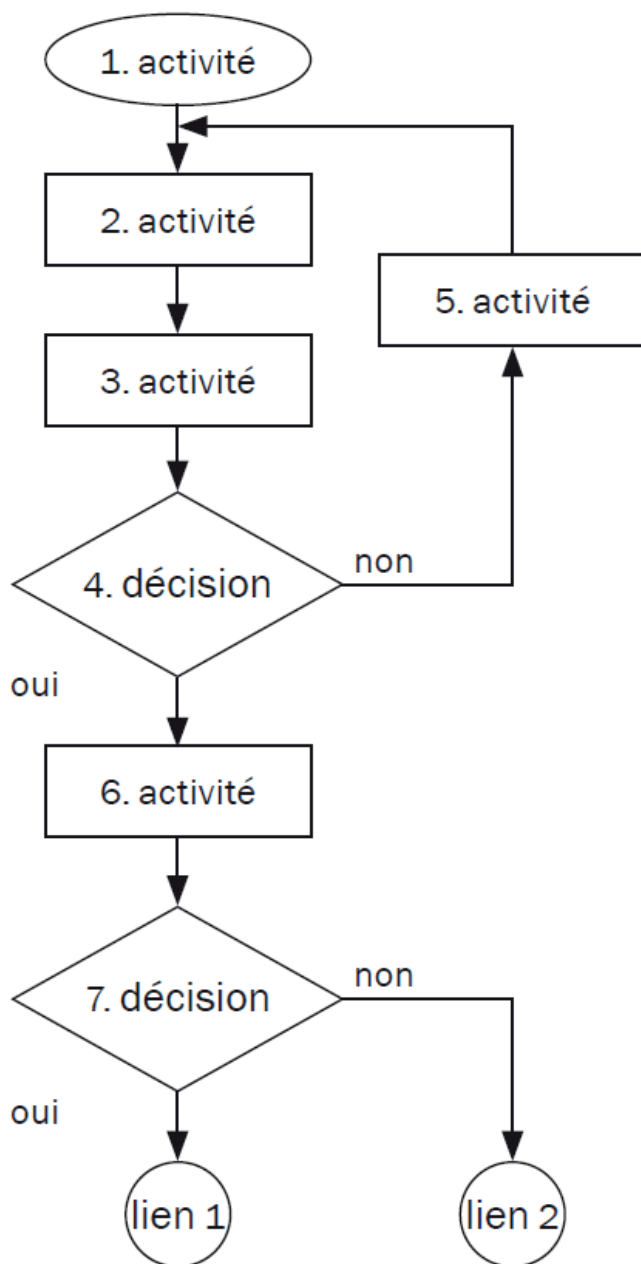 1. activité
2. activité
5. activité
3. activité
non
4. décision
oui
6. activité
non
7. décision
oui
lien 1
lien 2